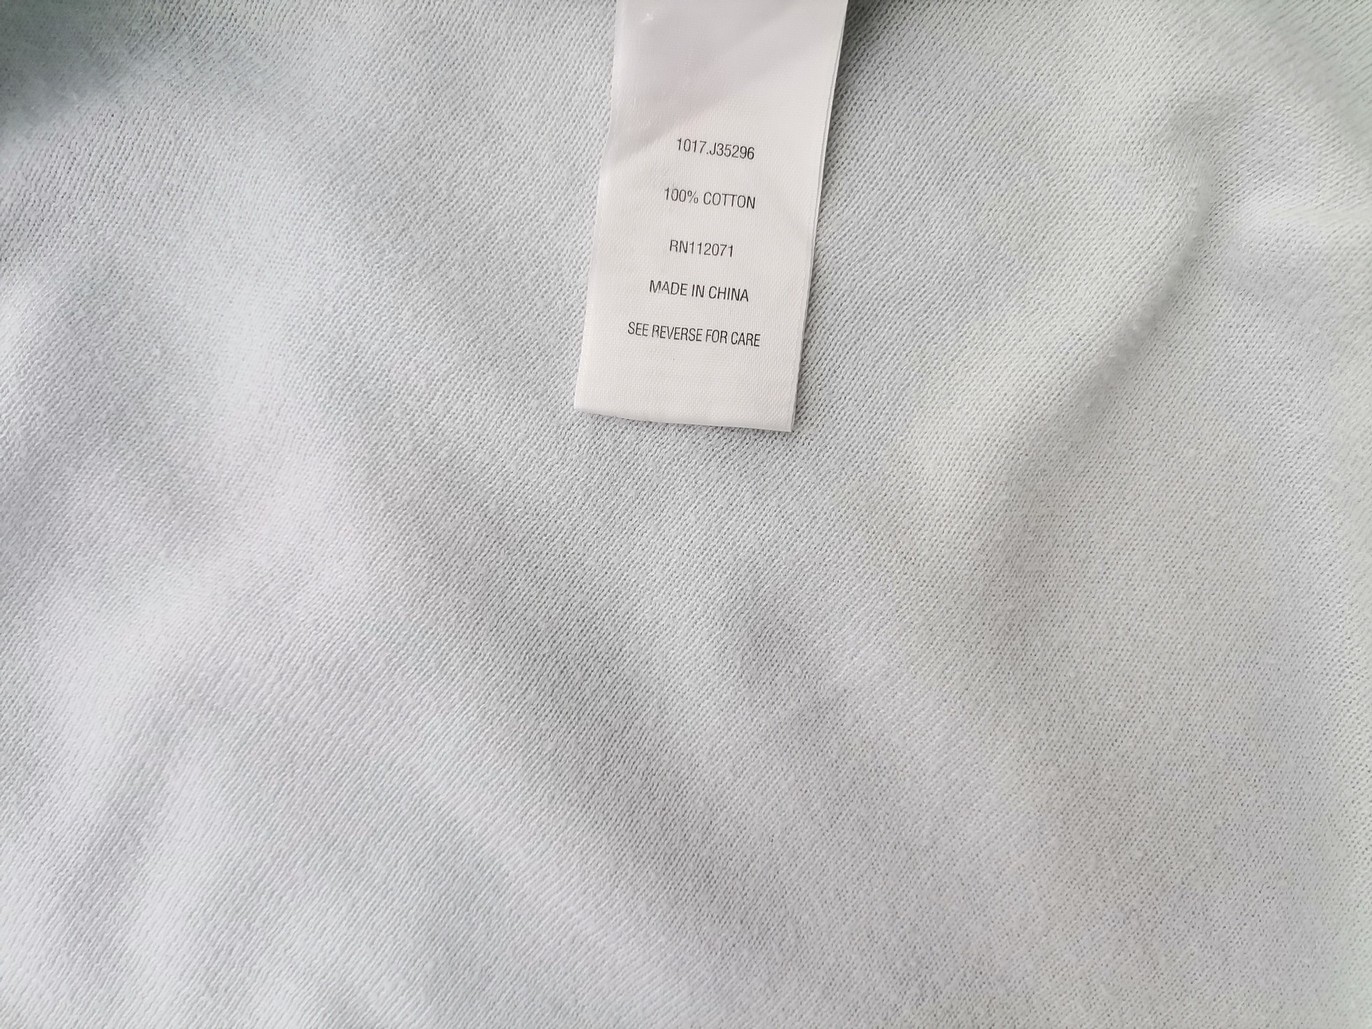 1017.J35296
100% COTTON
RN112071
MADE IN CHINA
SEE REVERSE FOR CARE